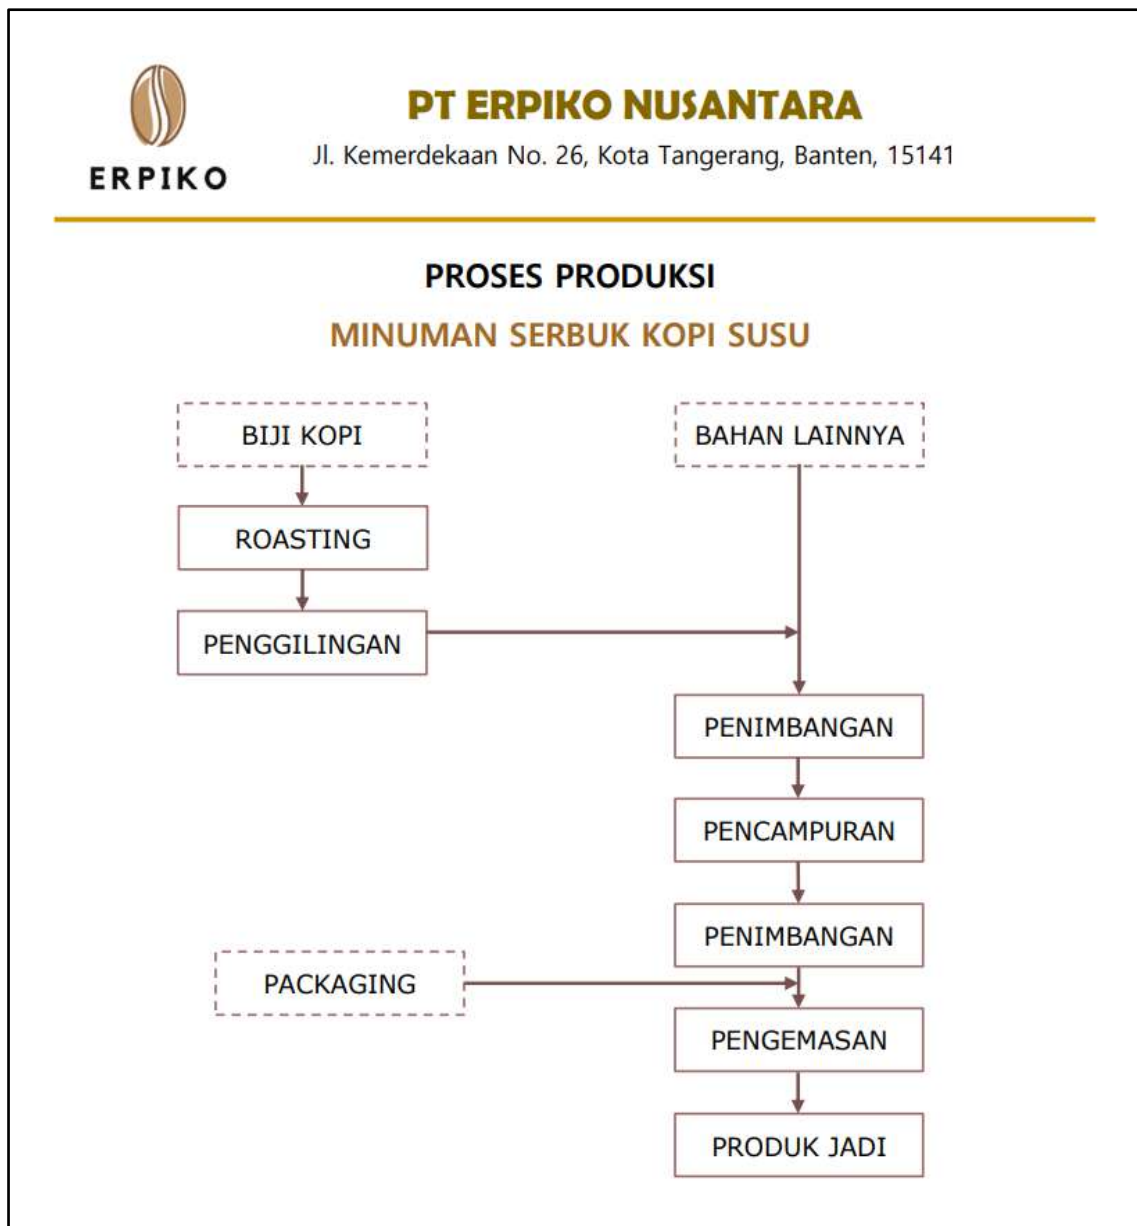 ERPIKO
PT ERPIKO NUSANTARA
Jl. Kemerdekaan No. 26, Kota Tangerang, Banten, 15141
PROSES PRODUKSI
MINUMAN SERBUK KOPI SUSU
BIJI KOPI
BAHAN LAINNYA
ROASTING
PENGGILINGAN
PENIMBANGAN
PENCAMPURAN
PENIMBANGAN
PACKAGING
PENGEMASAN
PRODUK JADI